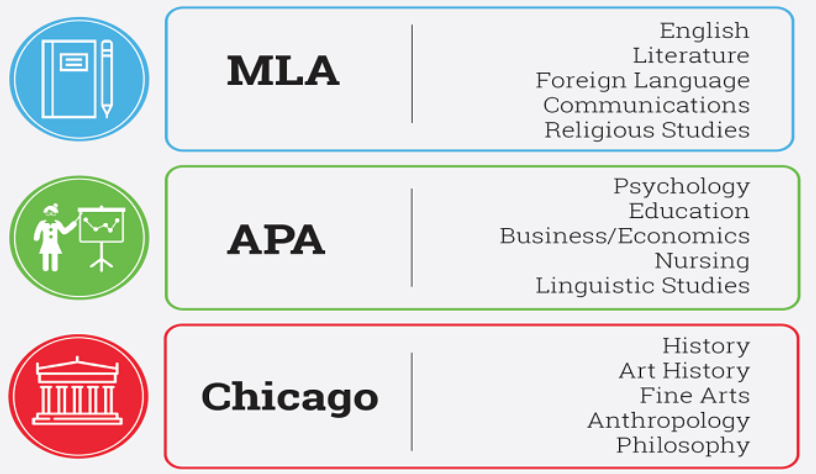 MLA
English
Literature
Foreign Language
Communications
Religious Studies
APA
Psychology
Education
Business/Economics
Nursing
Linguistic Studies
Chicago
History
Art History
Fine Arts
Anthropology
Philosophy